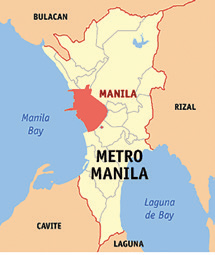 BULACAN
MANILA
RIZAL
Manila
Bay
METRO
MANILA
CAVITE
Laguna
de Bay
LAGUNA